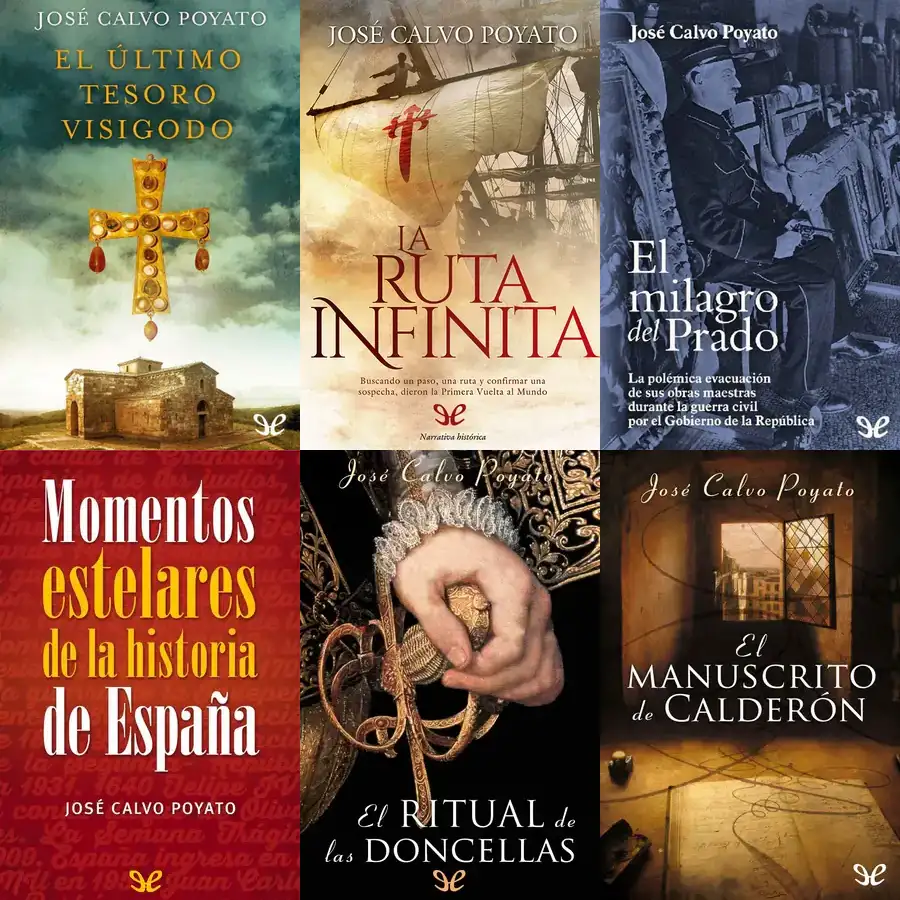 JOSÉ CALVO POYATO
EL ÚLTIMO
TESORO
VISIGODO
JOSÉ CALVO POYATO
LA
RUTA
INFINITA
Buscando un paso, una ruta y confirmar una
sospecha, dieron la Primera Vuelta al Mundo
Narrativa histórica
José Calvo Poyato
El
milagro
del Prado
La polémica evacuación
de sus obras maestras
durante la guerra civil
por el Gobierno de la República
Momentos
estelares
de la historia
de España
JOSÉ CALVO POYATO
José Calvo Poyato
El RITUAL de
las DONCELLAS
José Calvo Poyato
El
MANUSCRITO
de CALDERÓN